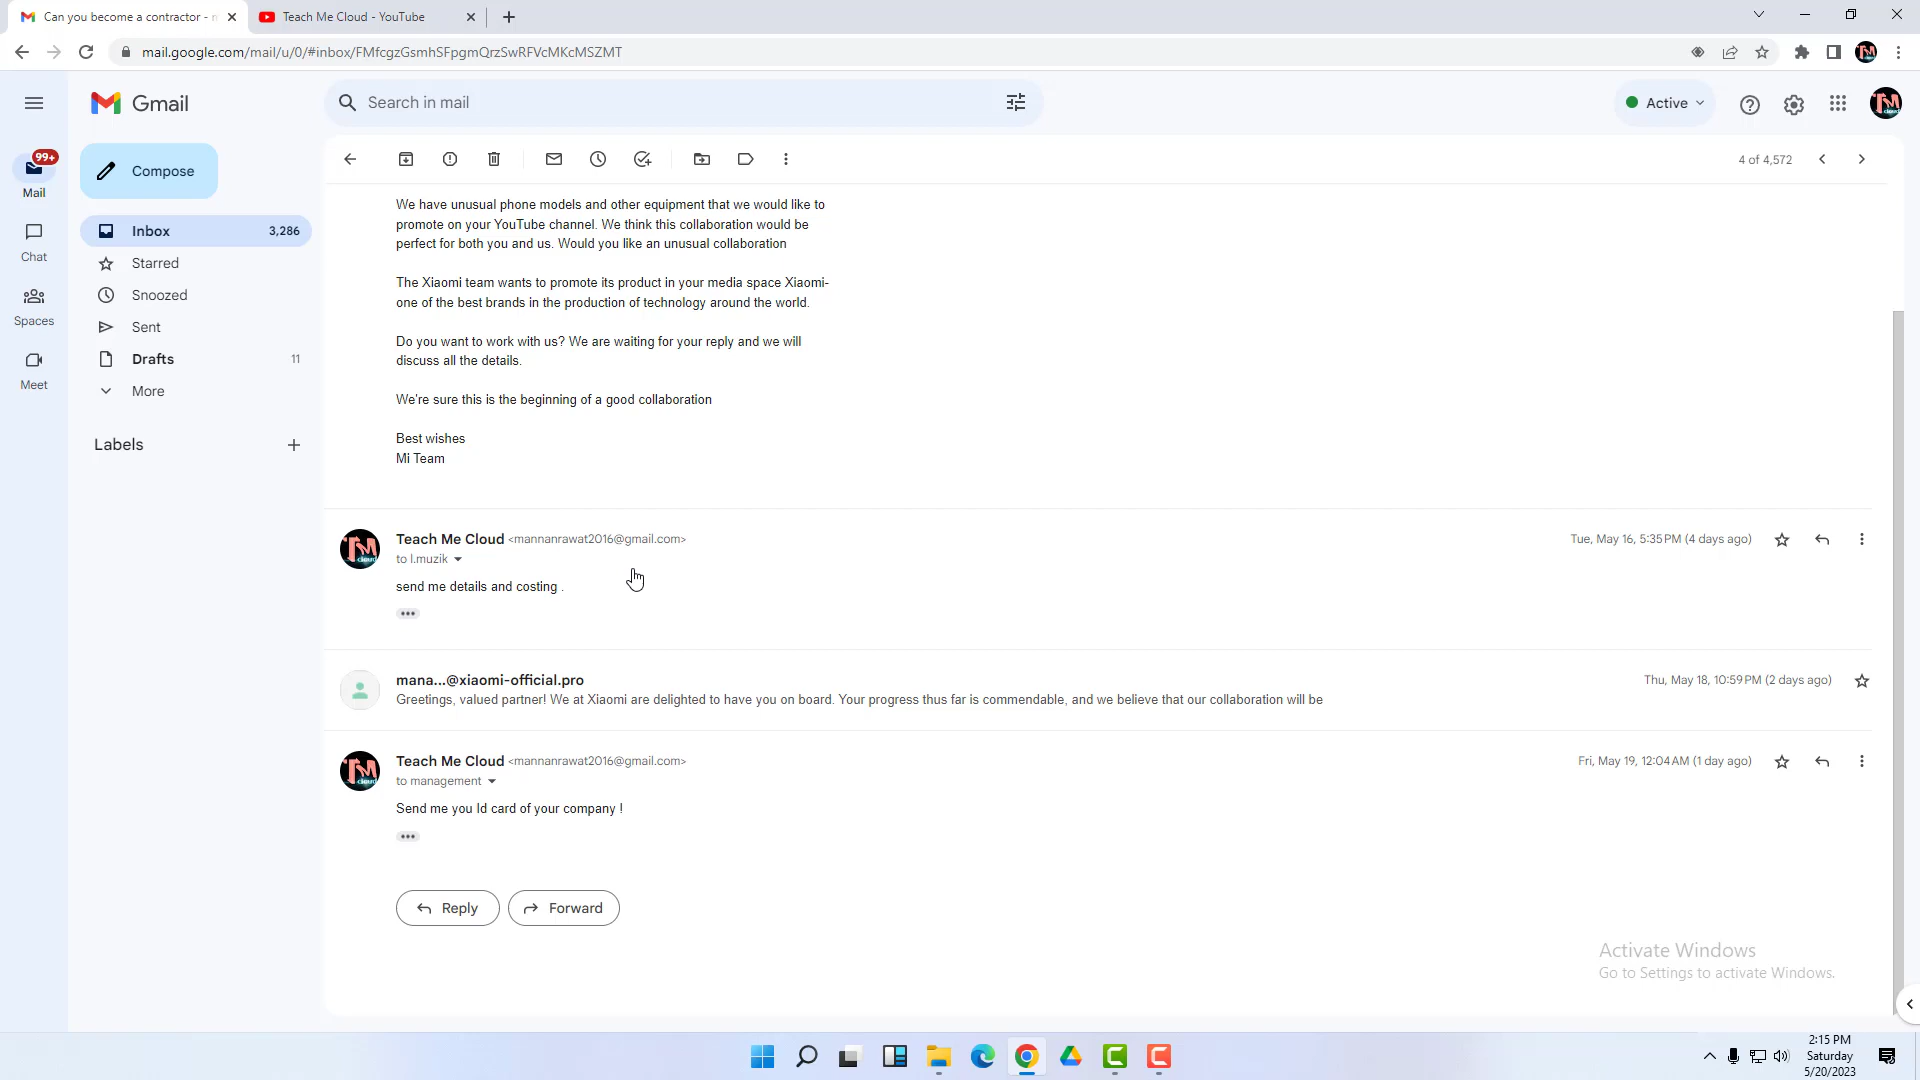 Can you become a contractor -
Teach Me Cloud - YouTube
mail.google.com/mail/u/0/#inbox/FMfcgzGsmhSFpgmQrzSwRFVcMKcMSZMT
Gmail
Search in mail
Active
99+
Mail
Compose
4 of 4,572
Inbox 3,286
Chat
Starred
Snoozed
Spaces
Sent
Drafts 11
Meet
More
Labels
We have unusual phone models and other equipment that we would like to
promote on your YouTube channel. We think this collaboration would be
perfect for both you and us. Would you like an unusual collaboration
The Xiaomi team wants to promote its product in your media space Xiaomi-
one of the best brands in the production of technology around the world.
Do you want to work with us? We are waiting for your reply and we will
discuss all the details.
We're sure this is the beginning of a good collaboration
Best wishes
Mi Team
Teach Me Cloud <mannanrawat2016@gmail.com>
Tue, May 16, 5:35 PM (4 days ago)
to l.muzik
send me details and costing .
mana...@xiaomi-official.pro
Thu, May 18, 10:59 PM (2 days ago)
Greetings, valued partner! We at Xiaomi are delighted to have you on board. Your progress thus far is commendable, and we believe that our collaboration will be
Teach Me Cloud <mannanrawat2016@gmail.com>
Fri, May 19, 12:04 AM (1 day ago)
to management
Send me you Id card of your company !
Reply
Forward
Activate Windows
Go to Settings to activate Windows.
2:15 PM
Saturday
5/20/2023